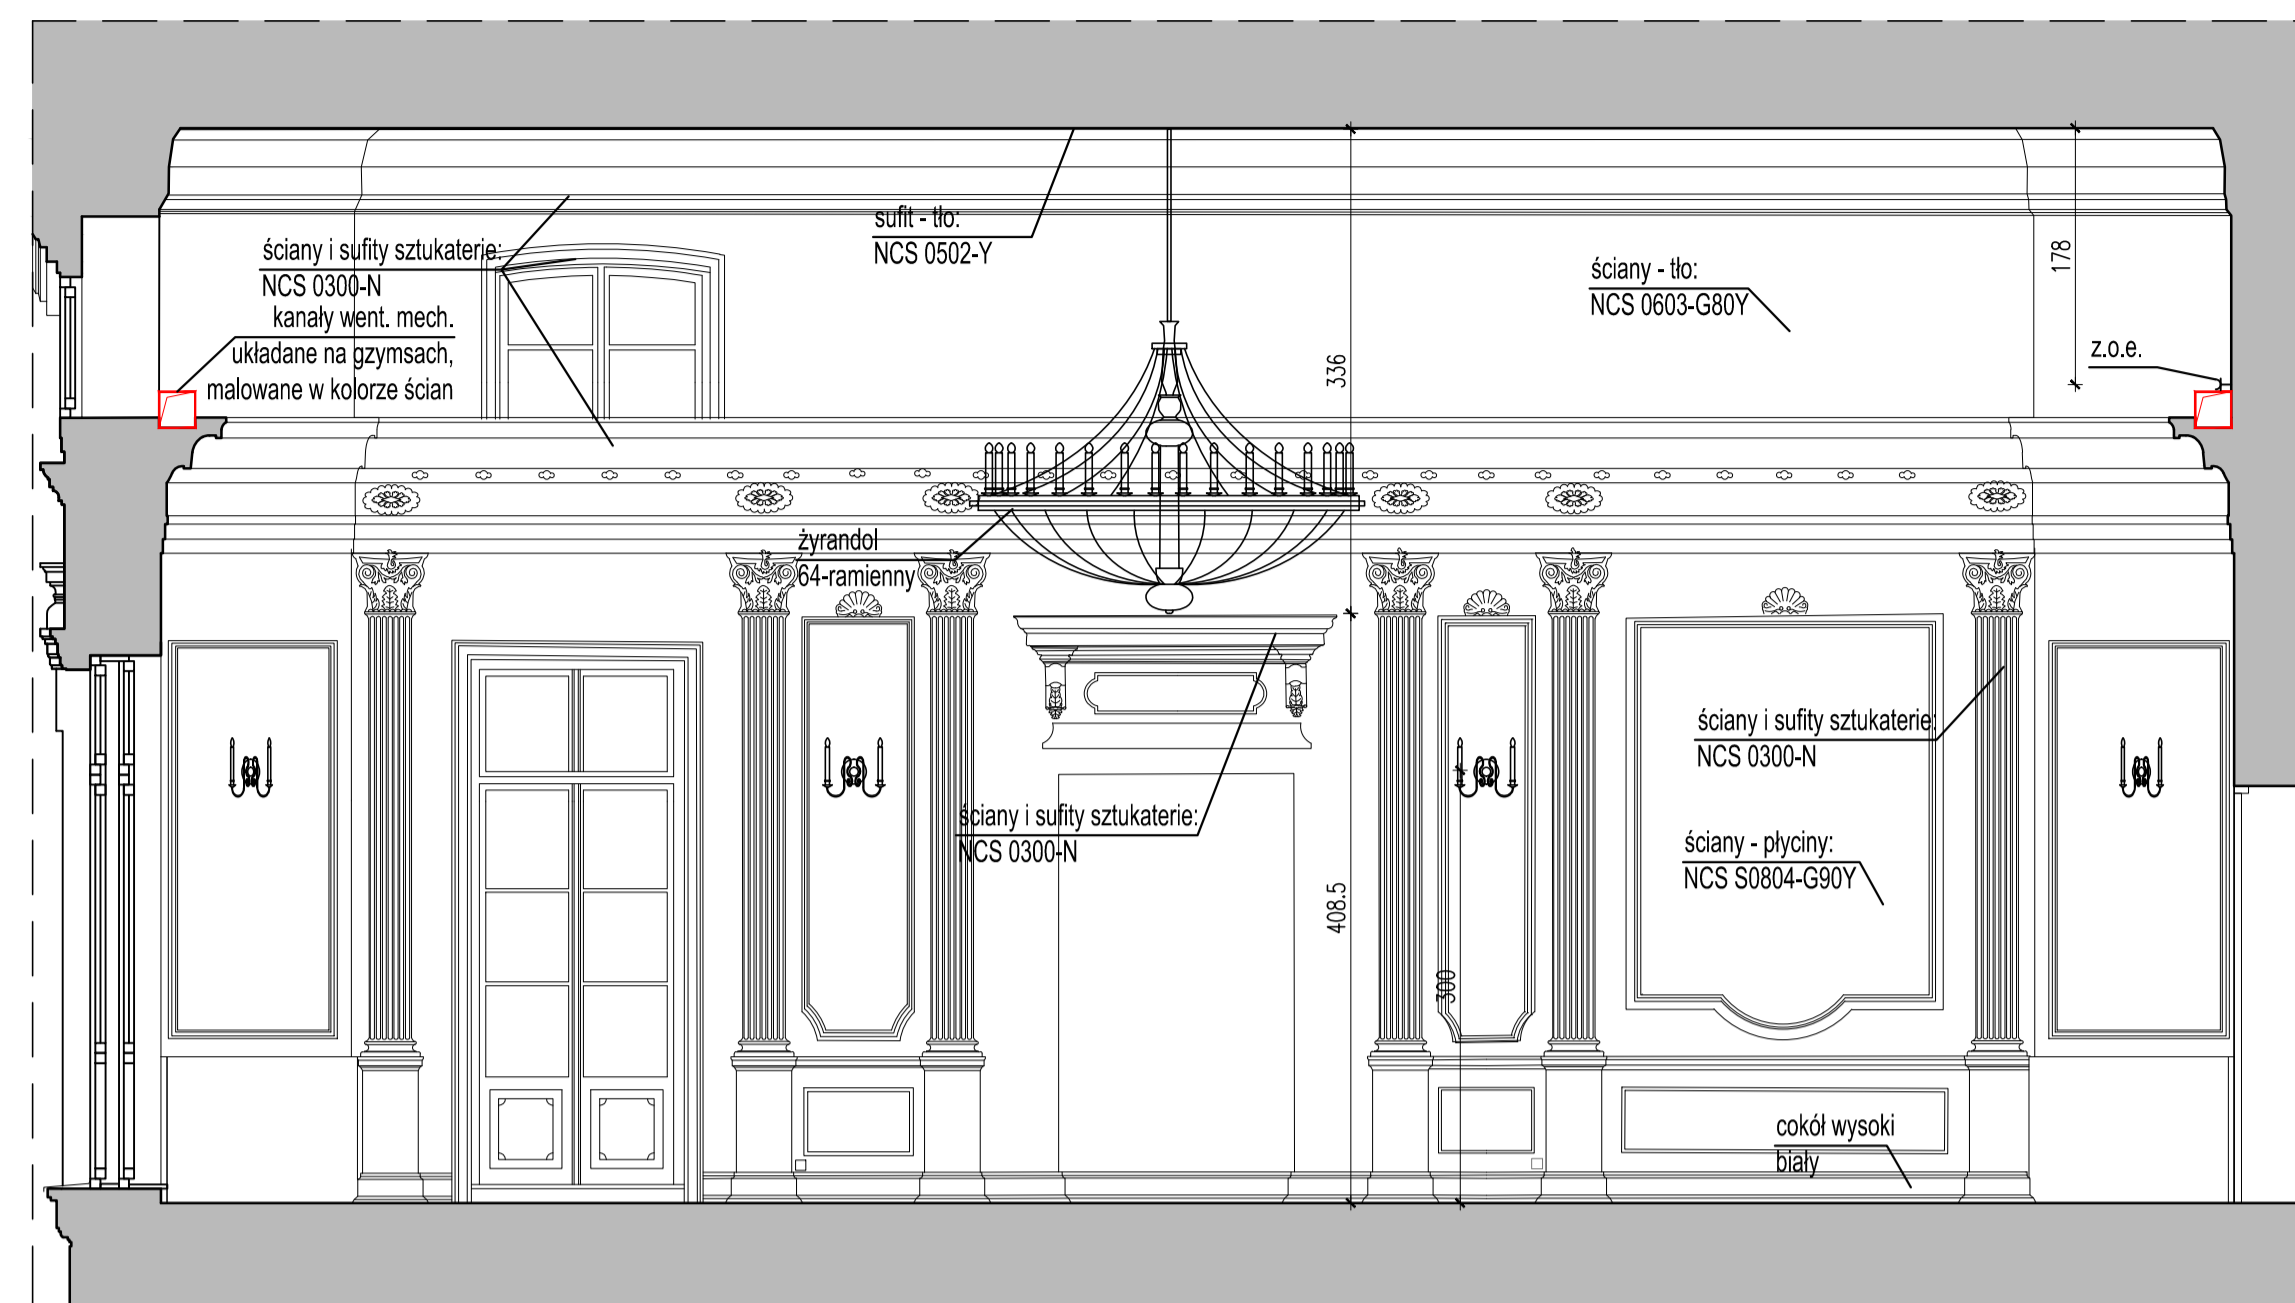 sufit - tło:
NCS 0502-Y
ściany i sufity sztukaterie:
NCS 0300-N
kanały went. mech.
układane na gzymsach,
malowane w kolorze ścian
ściany - tło:
NCS 0603-G80Y
178
z.o.e.
336
żyrandol
64-ramienny
ściany i sufity sztukaterie:
NCS 0300-N
ściany i sufity sztukaterie:
NCS 0300-N
ściany - płyciny:
NCS S0804-G90Y
408.5
300
cokół wysoki
biały